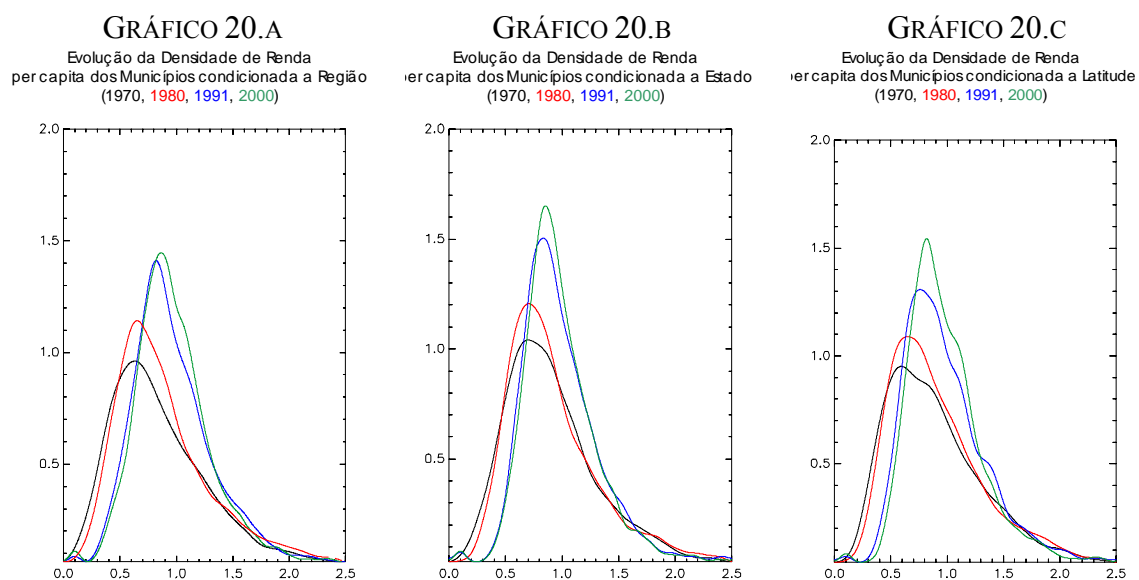 GRÁFICO 20.A
Evolução da Densidade de Renda
per capita dos Municípios condicionada a Região
(1970, 1980, 1991, 2000)
2.0
1.5
1.0
0.5
0.0 0.5 1.0 1.5 2.0 2.5
GRÁFICO 20.B
Evolução da Densidade de Renda
per capita dos Municípios condicionada a Estado
(1970, 1980, 1991, 2000)
2.0
1.5
1.0
0.5
0.0 0.5 1.0 1.5 2.0 2.5
GRÁFICO 20.C
Evolução da Densidade de Renda
per capita dos Municípios condicionada a Latitude
(1970, 1980, 1991, 2000)
2.0
1.5
1.0
0.5
0.0 0.5 1.0 1.5 2.0 2.5